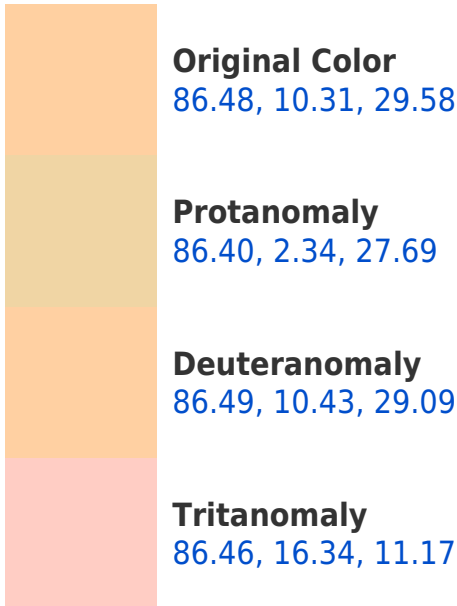 Original Color
86.48, 10.31, 29.58
Protanomaly
86.40, 2.34, 27.69
Deuteranomaly
86.49, 10.43, 29.09
Tritanomaly
86.46, 16.34, 11.17